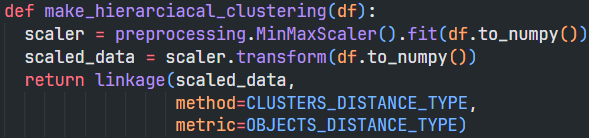 def make_hierarciacal_clustering(df):
scaler = preprocessing.MinMaxScaler().fit(df.to_numpy())
scaled_data = scaler.transform(df.to_numpy())
return linkage(scaled_data,
method=CLUSTERS_DISTANCE_TYPE,
metric=OBJECTS_DISTANCE_TYPE)